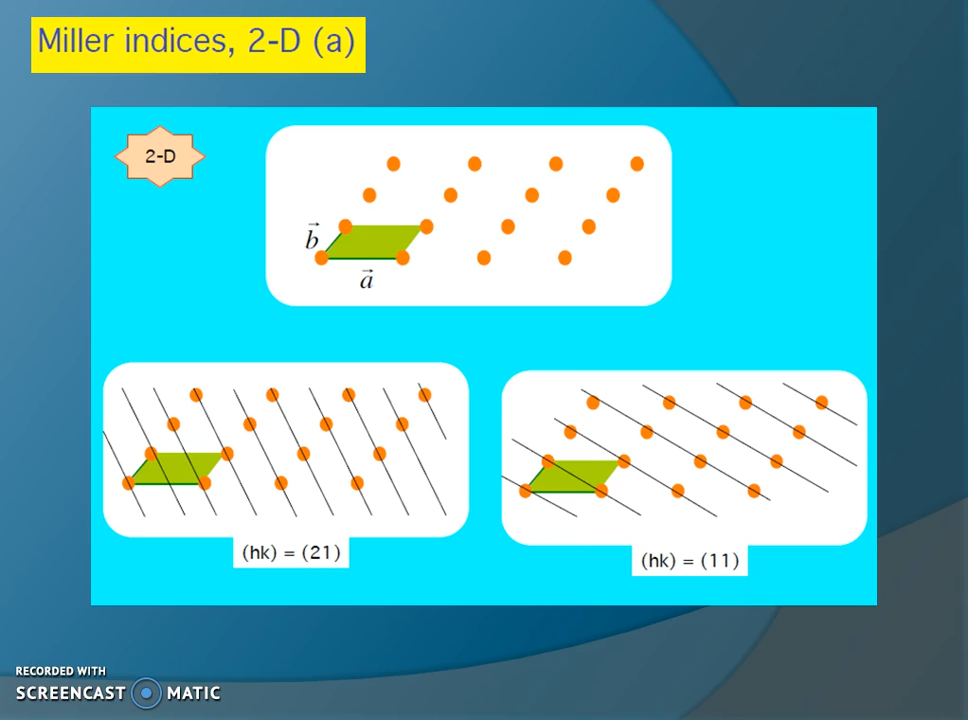 Miller indices, 2-D (a)
2-D
b⃗
a⃗
(hk) = (21)
(hk) = (11)
RECORDED WITH
SCREENCAST MATIC